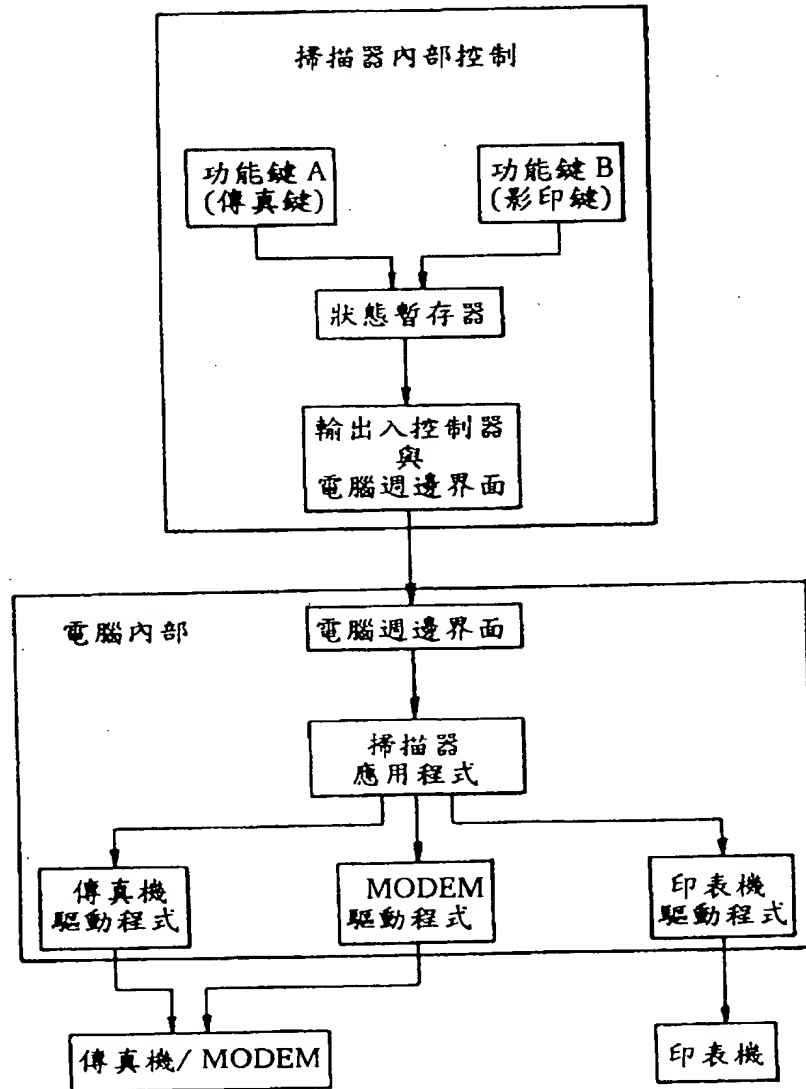 掃描器內部控制
功能鍵 A
(傳真鍵)
功能鍵 B
(影印鍵)
狀態暫存器
輸出入控制器
與
電腦週邊界面
電腦內部
電腦週邊界面
掃描器
應用程式
傳真機
驅動程式
MODEM
驅動程式
印表機
驅動程式
傳真機/ MODEM
印表機